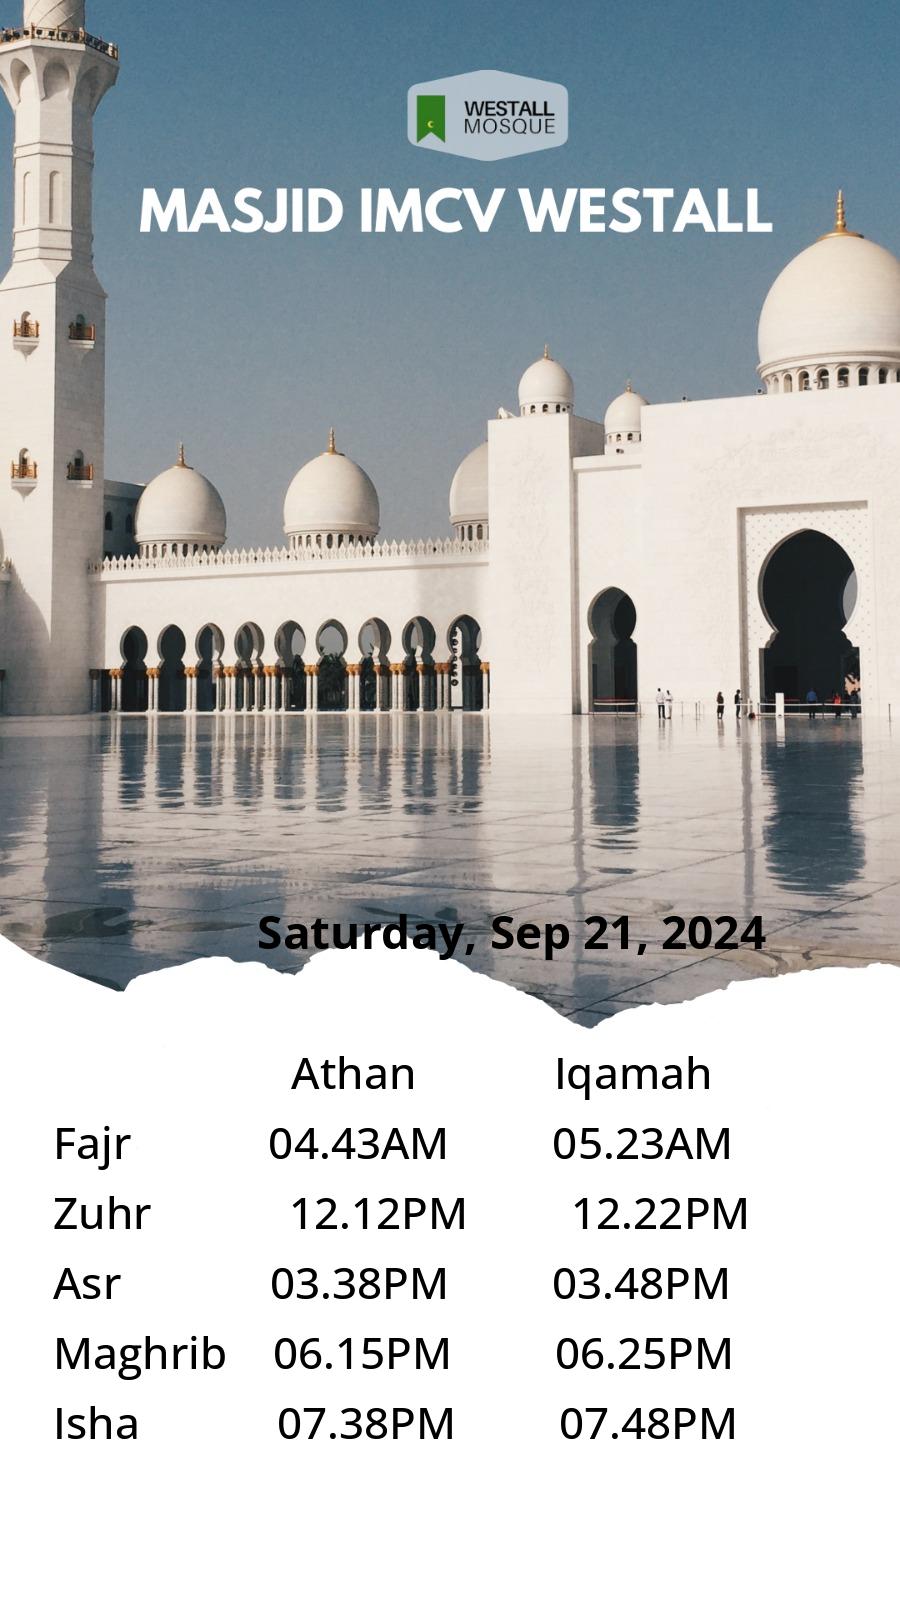 WESTALL
MOSQUE
MASJID IMCV WESTALL
Saturday, Sep 21, 2024
Athan Iqamah
Fajr 04.43AM 05.23AM
Zuhr 12.12PM 12.22PM
Asr 03.38PM 03.48PM
Maghrib 06.15PM 06.25PM
Isha 07.38PM 07.48PM